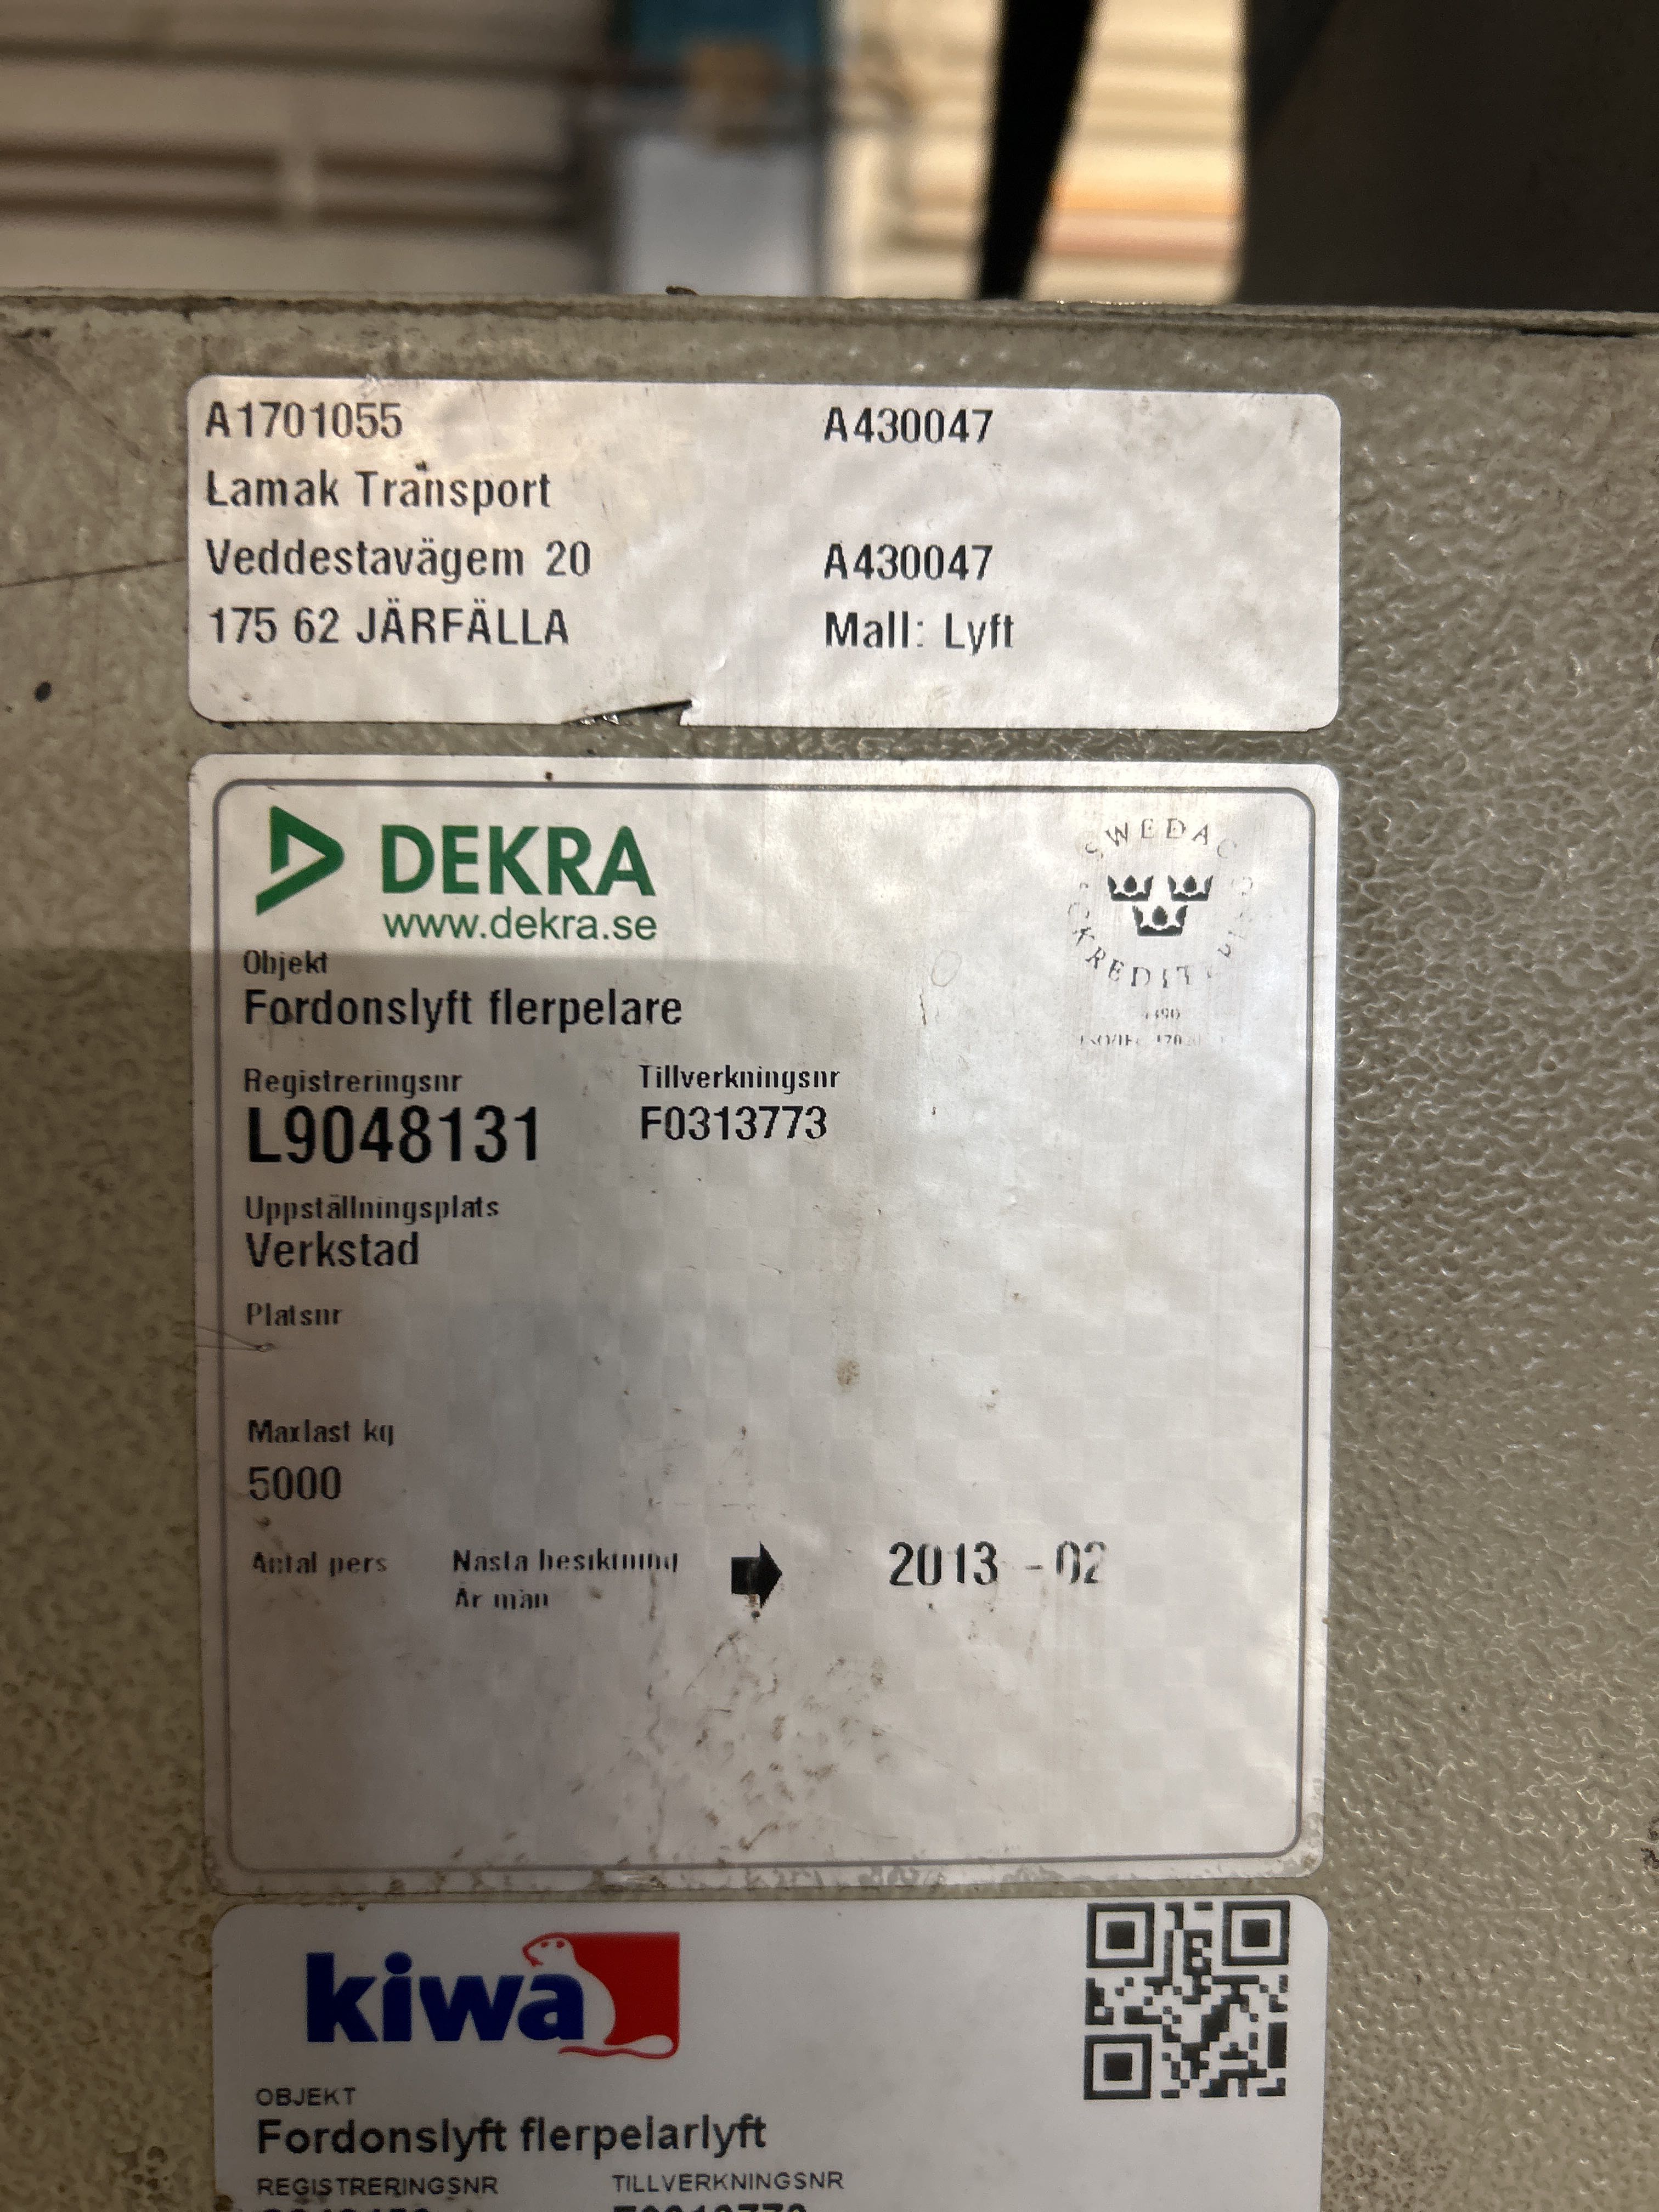 A1701055 A430047
Lamak Transport
Veddestavägem 20 A430047
175 62 JÄRFÄLLA Mall: Lyft
DEKRA
www.dekra.se
SWEDAC
ACKREDITERING
Objekt
Fordonslyft flerpelare
Registreringsnr Tillverkningsnr
L9048131 F0313773
Uppställningsplats
Verkstad
Platsnr
Maxlast kg
5000
Antal pers Nästa besiktning 2013 -02
År mån
kiwa
OBJEKT
Fordonslyft flerpelarlyft
REGISTRERINGSNR TILLVERKNINGSNR